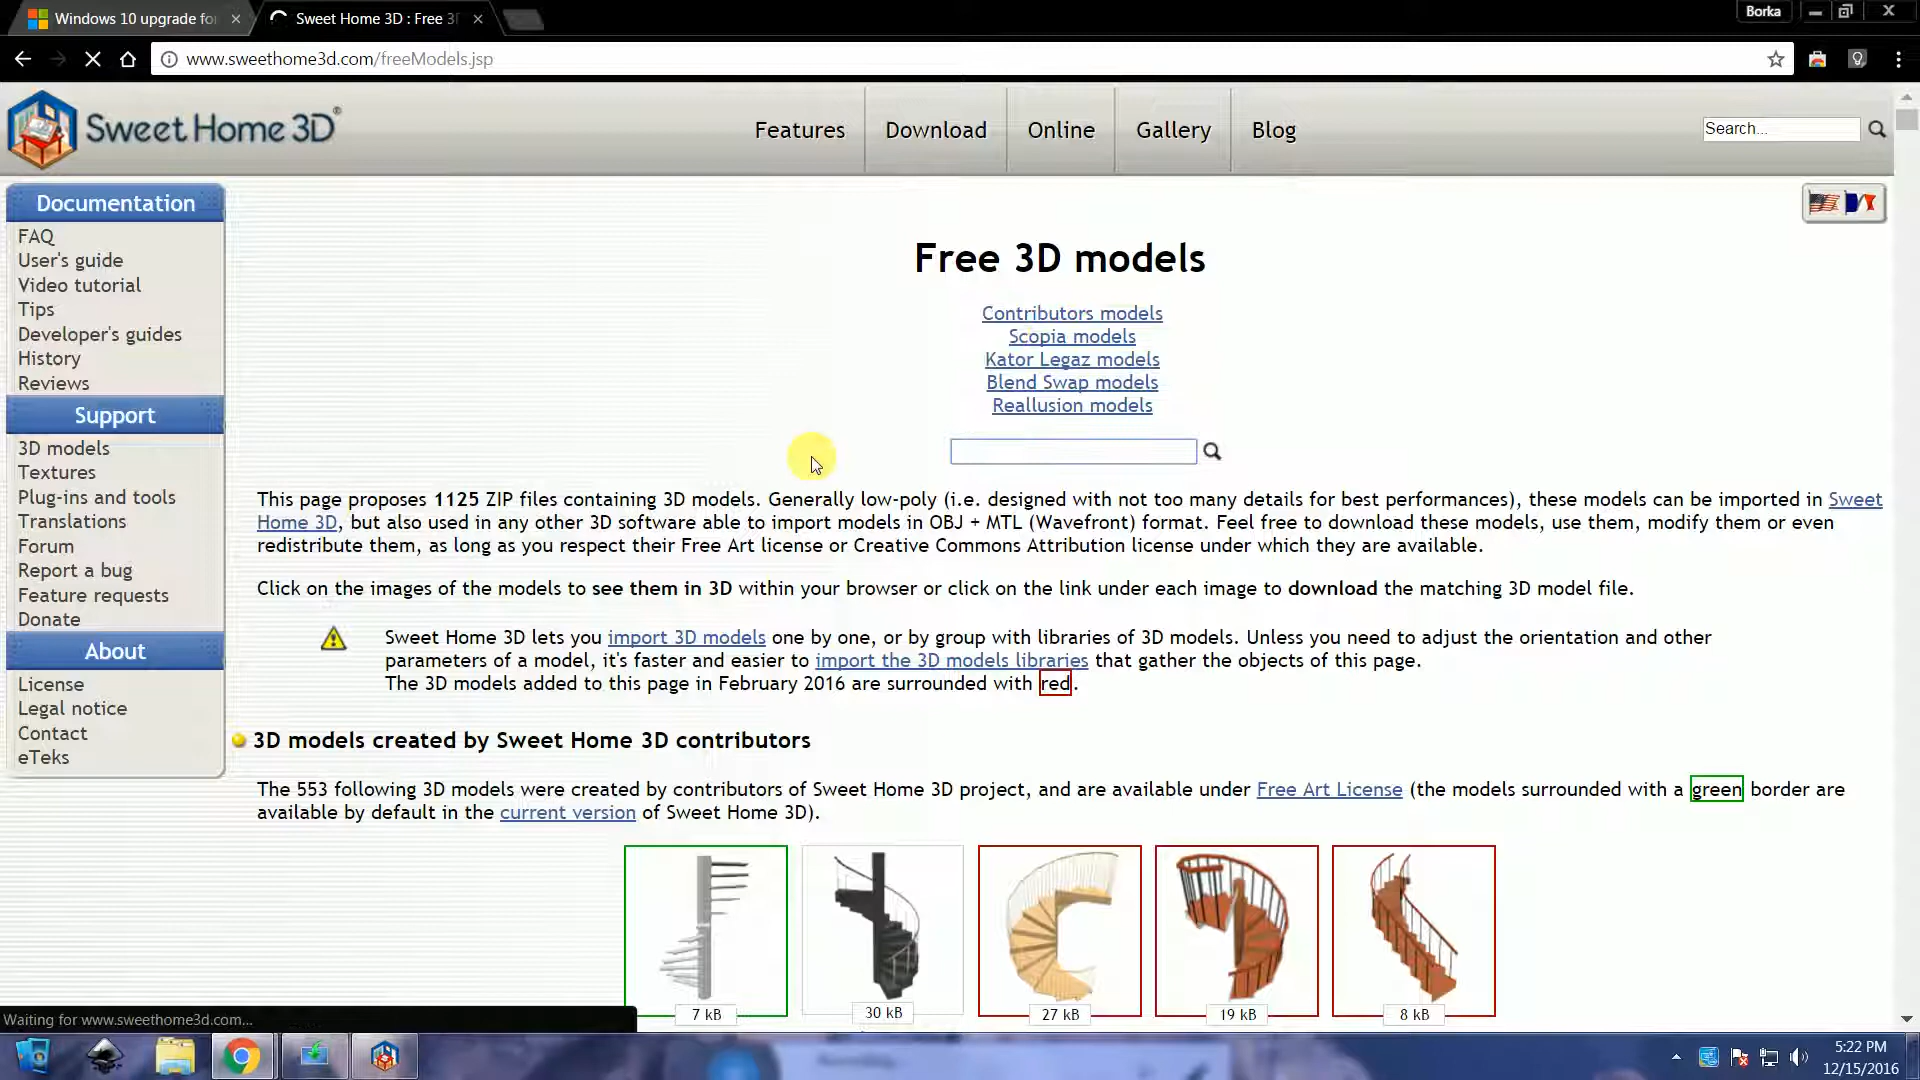 Windows 10 upgrade fo
Sweet Home 3D : Free 3
Borka
www.sweethome3d.com/freeModels.jsp
Sweet Home 3D®
Features
Download
Online
Gallery
Blog
Search...
Documentation
FAQ
User's guide
Video tutorial
Tips
Developer's guides
History
Reviews
Support
3D models
Textures
Plug-ins and tools
Translations
Forum
Report a bug
Feature requests
Donate
About
License
Legal notice
Contact
eTeks
Free 3D models
Contributors models
Scopia models
Kator Legaz models
Blend Swap models
Reallusion models
This page proposes 1125 ZIP files containing 3D models. Generally low-poly (i.e. designed with not too many details for best performances), these models can be imported in Sweet
Home 3D, but also used in any other 3D software able to import models in OBJ + MTL (Wavefront) format. Feel free to download these models, use them, modify them or even
redistribute them, as long as you respect their Free Art license or Creative Commons Attribution license under which they are available.
Click on the images of the models to see them in 3D within your browser or click on the link under each image to download the matching 3D model file.
Sweet Home 3D lets you import 3D models one by one, or by group with libraries of 3D models. Unless you need to adjust the orientation and other
parameters of a model, it's faster and easier to import the 3D models libraries that gather the objects of this page.
The 3D models added to this page in February 2016 are surrounded with red.
3D models created by Sweet Home 3D contributors
The 553 following 3D models were created by contributors of Sweet Home 3D project, and are available under Free Art License (the models surrounded with a green border are
available by default in the current version of Sweet Home 3D).
7 kB
30 kB
27 kB
19 kB
8 kB
Waiting for www.sweethome3d.com...
5:22 PM
12/15/2016